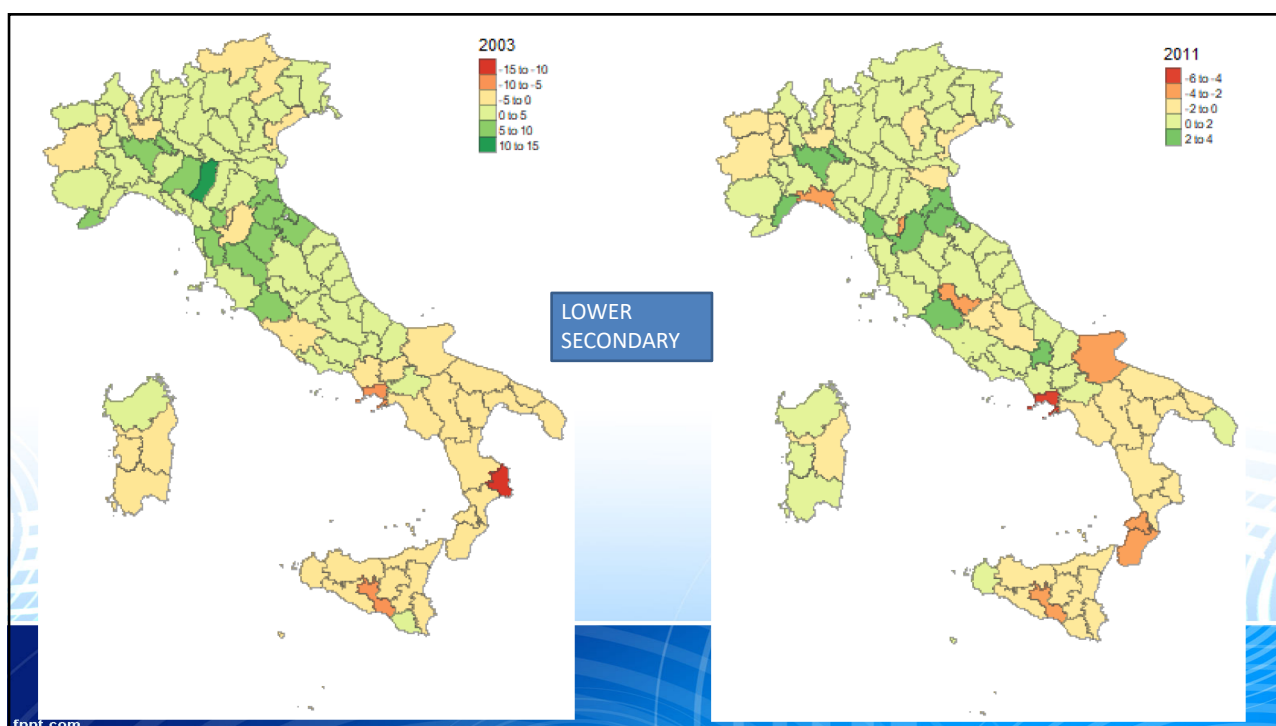 2003
-15 to -10
-10 to -5
-5 to 0
0 to 5
5 to 10
10 to 15
2011
-6 to -4
-4 to -2
-2 to 0
0 to 2
2 to 4
LOWER
SECONDARY
fppt.com